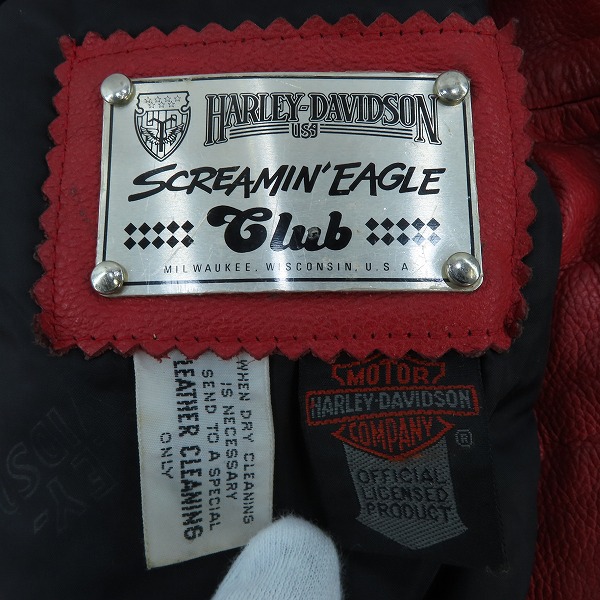 HARLEY-DAVIDSON
USA
SCREAMIN' EAGLE
Club
MILWAUKEE, WISCONSIN, U.S.A.
WHEN DRY CLEANING
IS NECESSARY
SEND TO A SPECIAL
LEATHER CLEANING
ONLY
MOTOR
HARLEY-DAVIDSON
COMPANY
®
OFFICIAL
LICENSED
PRODUCT